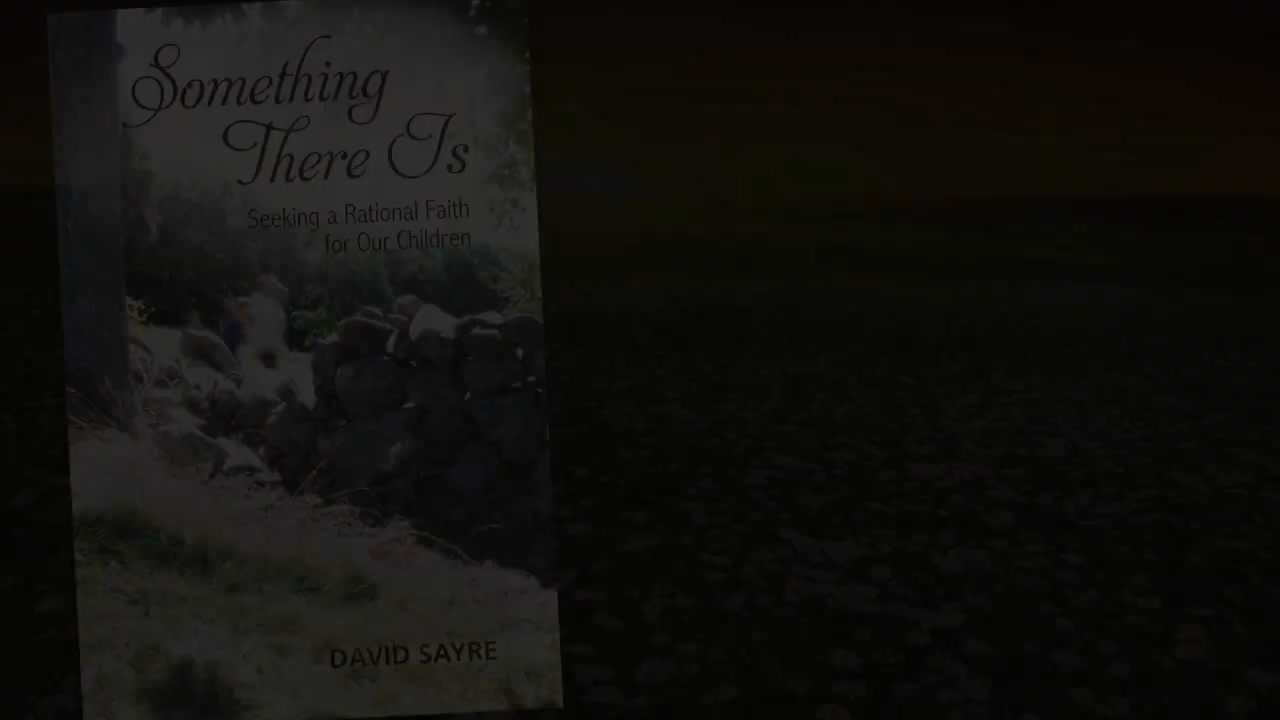 Something
There Is
Seeking a Rational Faith
for Our Children
DAVID SAYRE